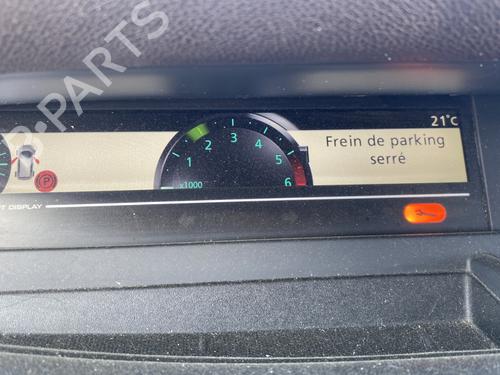 B-PARTS
21°C
Frein de parking
serré
1 2 3 4 5 6
x1000
P
T DISPLAY